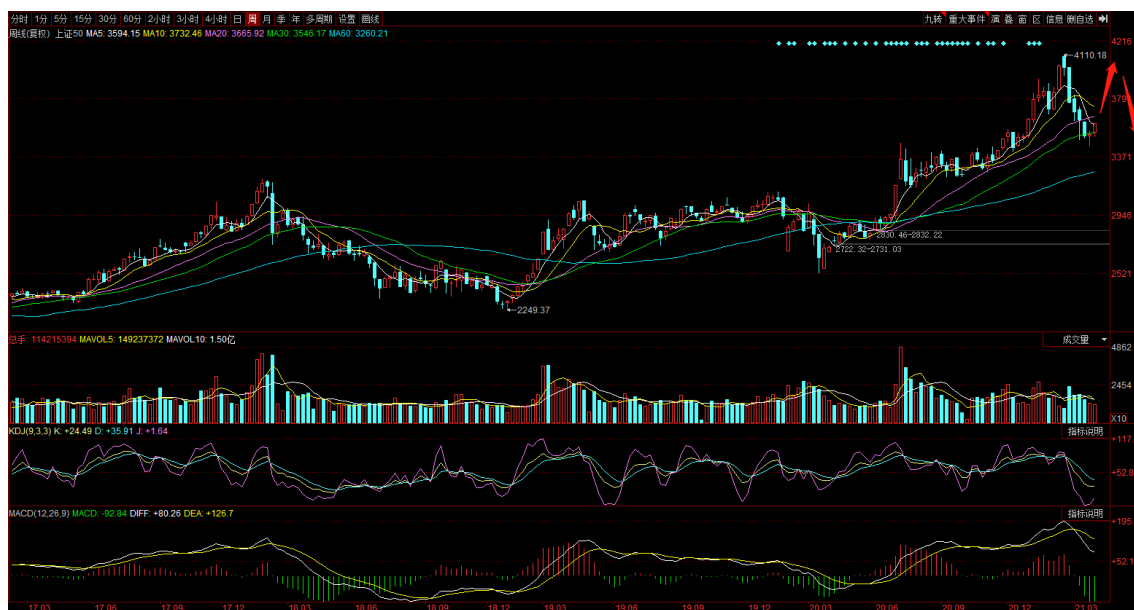 分时 1分 5分 15分 30分 60分 2小时 3小时 4小时 日 周 月 季 年 多周期 设置 画线 九转 重大事件 演 叠 窗 区 信息 删自选
周线(复权) 上证50 MA5: 3594.15 MA10: 3732.46 MA20: 3665.92 MA30: 3546.17 MA60: 3260.21
4216
4110.18
379
3371
2946
2830.46-2832.22
2722.32-2731.03
2521
2249.37
总手: 114215394 MAVOL5: 149237372 MAVOL10: 1.50亿 成交量
4862
2454
X10
KDJ(9,3,3) K: +24.49 D: +35.91 J: +1.64 指标说明
+117
+52.8
MACD(12,26,9) MACD: -92.84 DIFF: +80.26 DEA: +126.7 指标说明
+195
+52.1
17.03 17.06 17.09 17.12 18.03 18.06 18.09 18.12 19.03 19.06 19.09 19.12 20.03 20.06 20.09 20.12 21.03